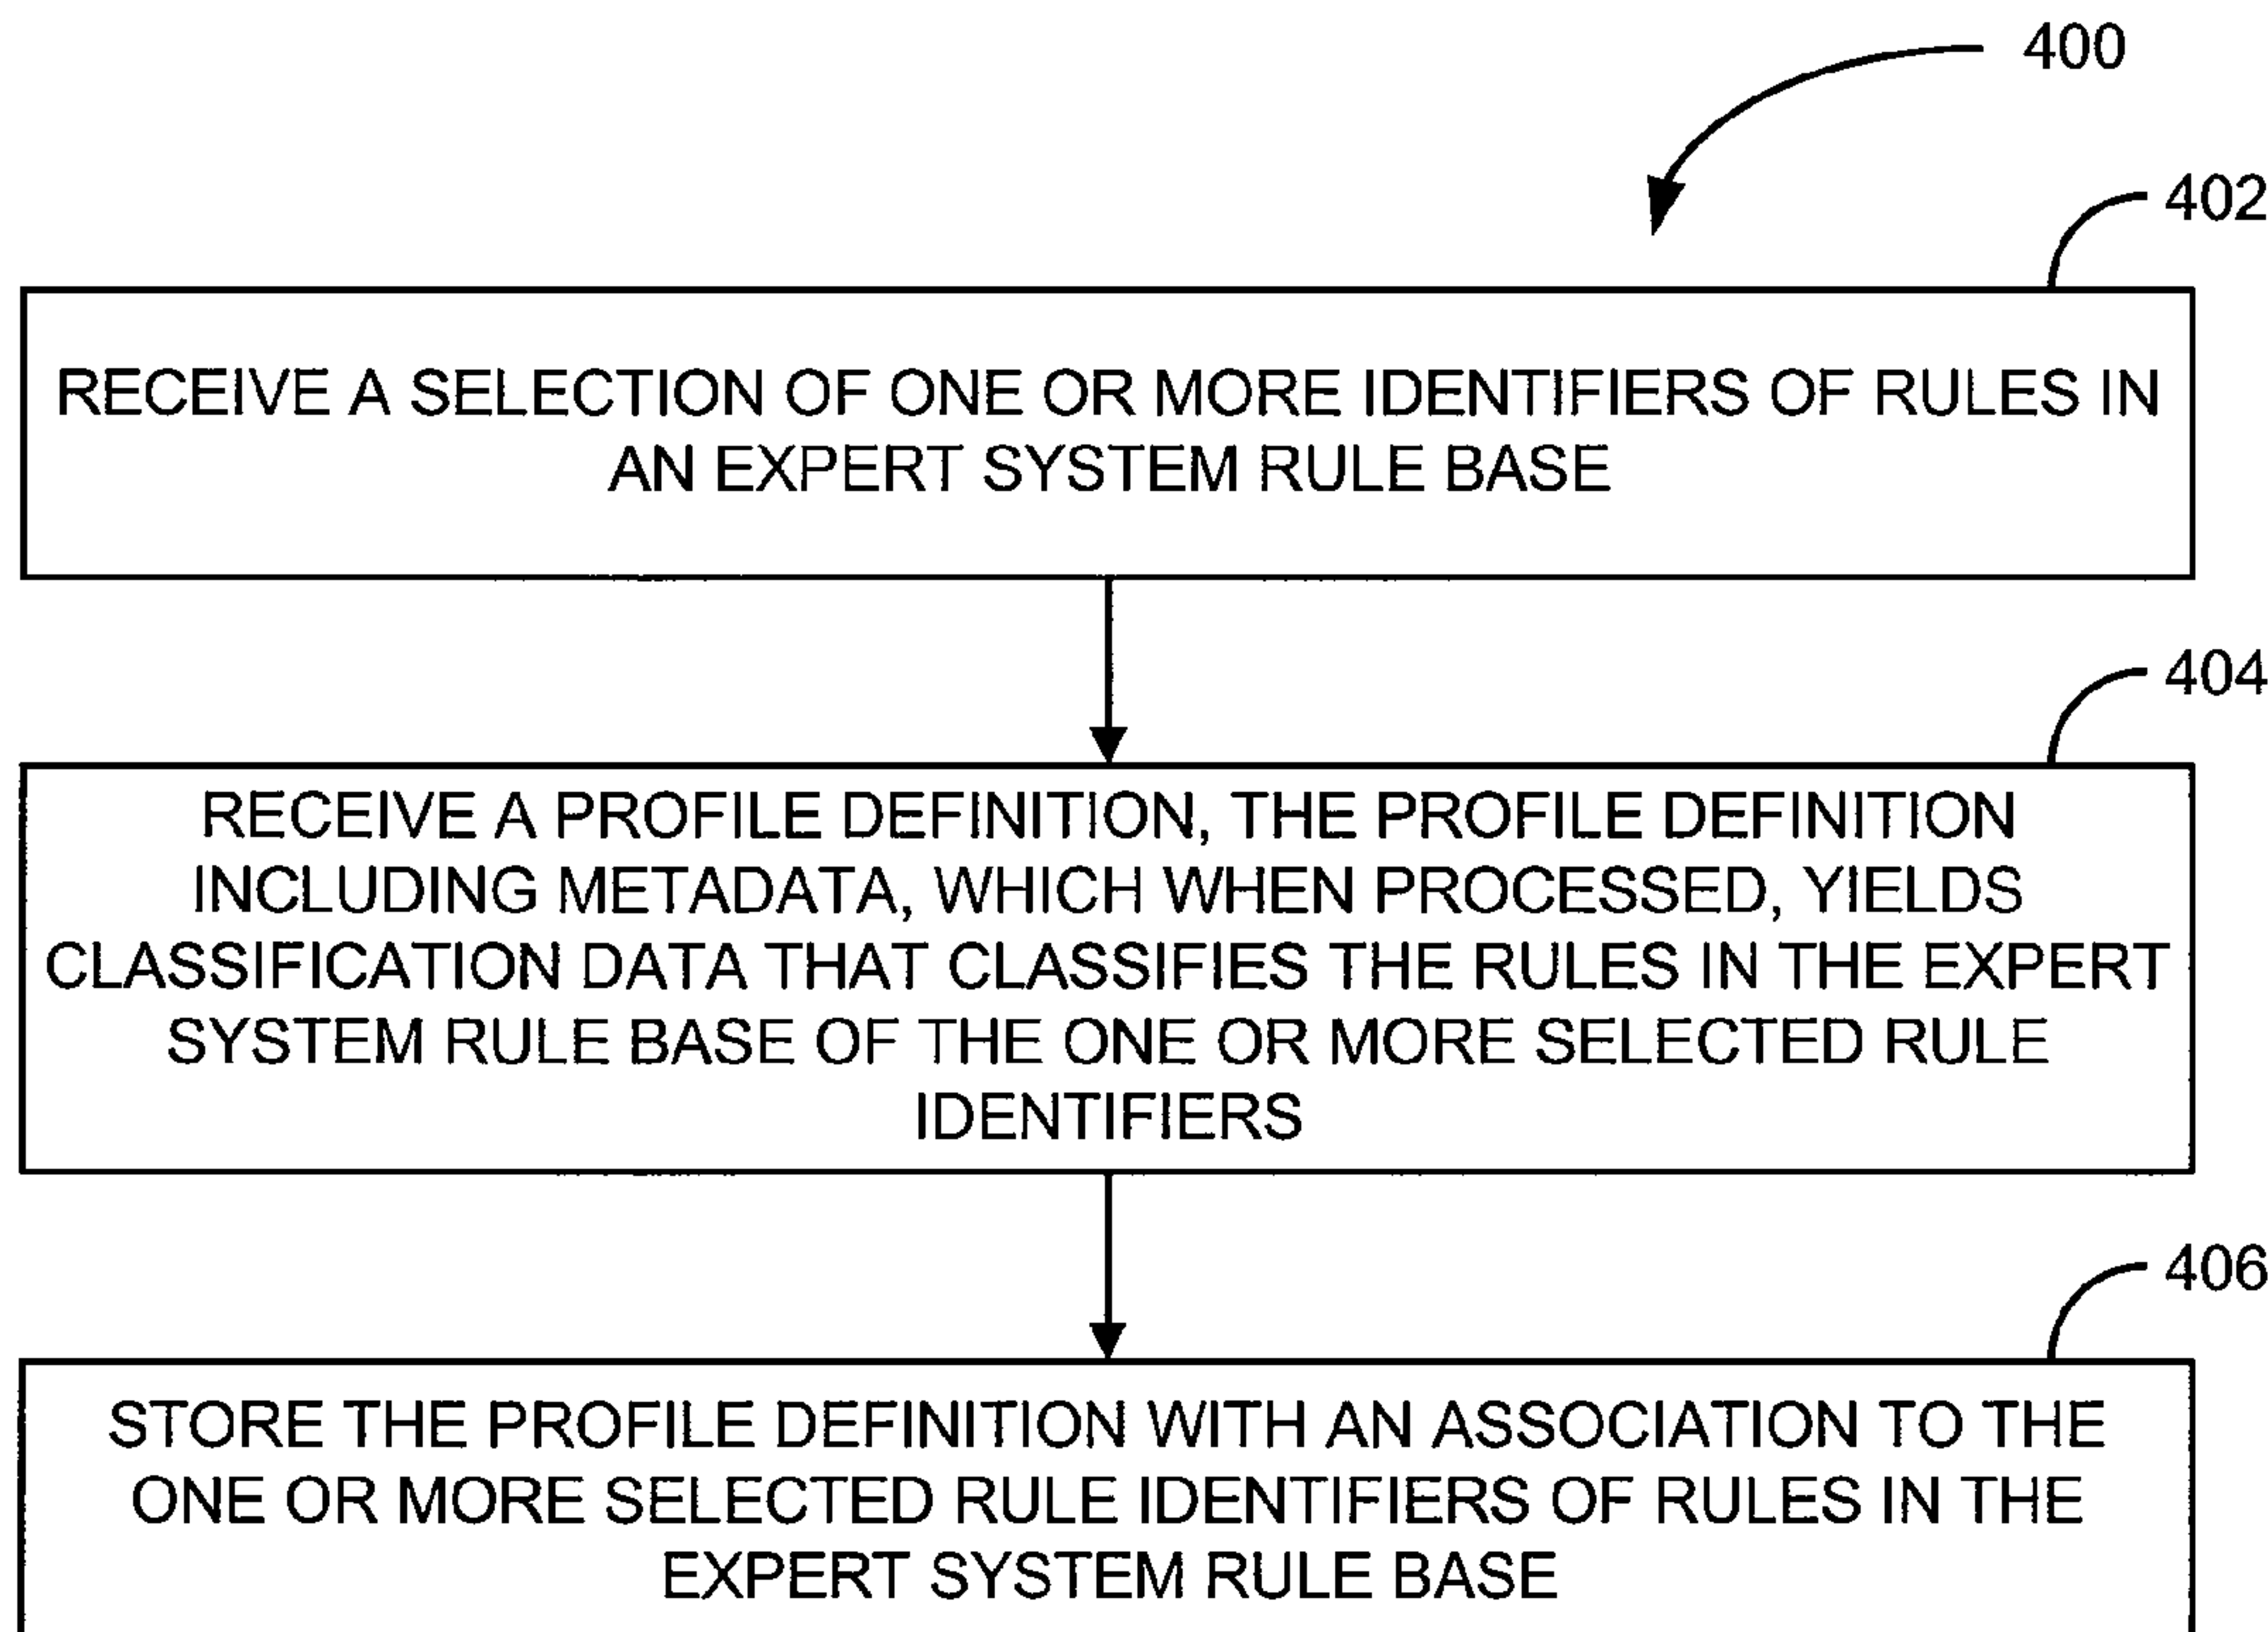 400
402
RECEIVE A SELECTION OF ONE OR MORE IDENTIFIERS OF RULES IN
AN EXPERT SYSTEM RULE BASE
404
RECEIVE A PROFILE DEFINITION, THE PROFILE DEFINITION
INCLUDING METADATA, WHICH WHEN PROCESSED, YIELDS
CLASSIFICATION DATA THAT CLASSIFIES THE RULES IN THE EXPERT
SYSTEM RULE BASE OF THE ONE OR MORE SELECTED RULE
IDENTIFIERS
406
STORE THE PROFILE DEFINITION WITH AN ASSOCIATION TO THE
ONE OR MORE SELECTED RULE IDENTIFIERS OF RULES IN THE
EXPERT SYSTEM RULE BASE